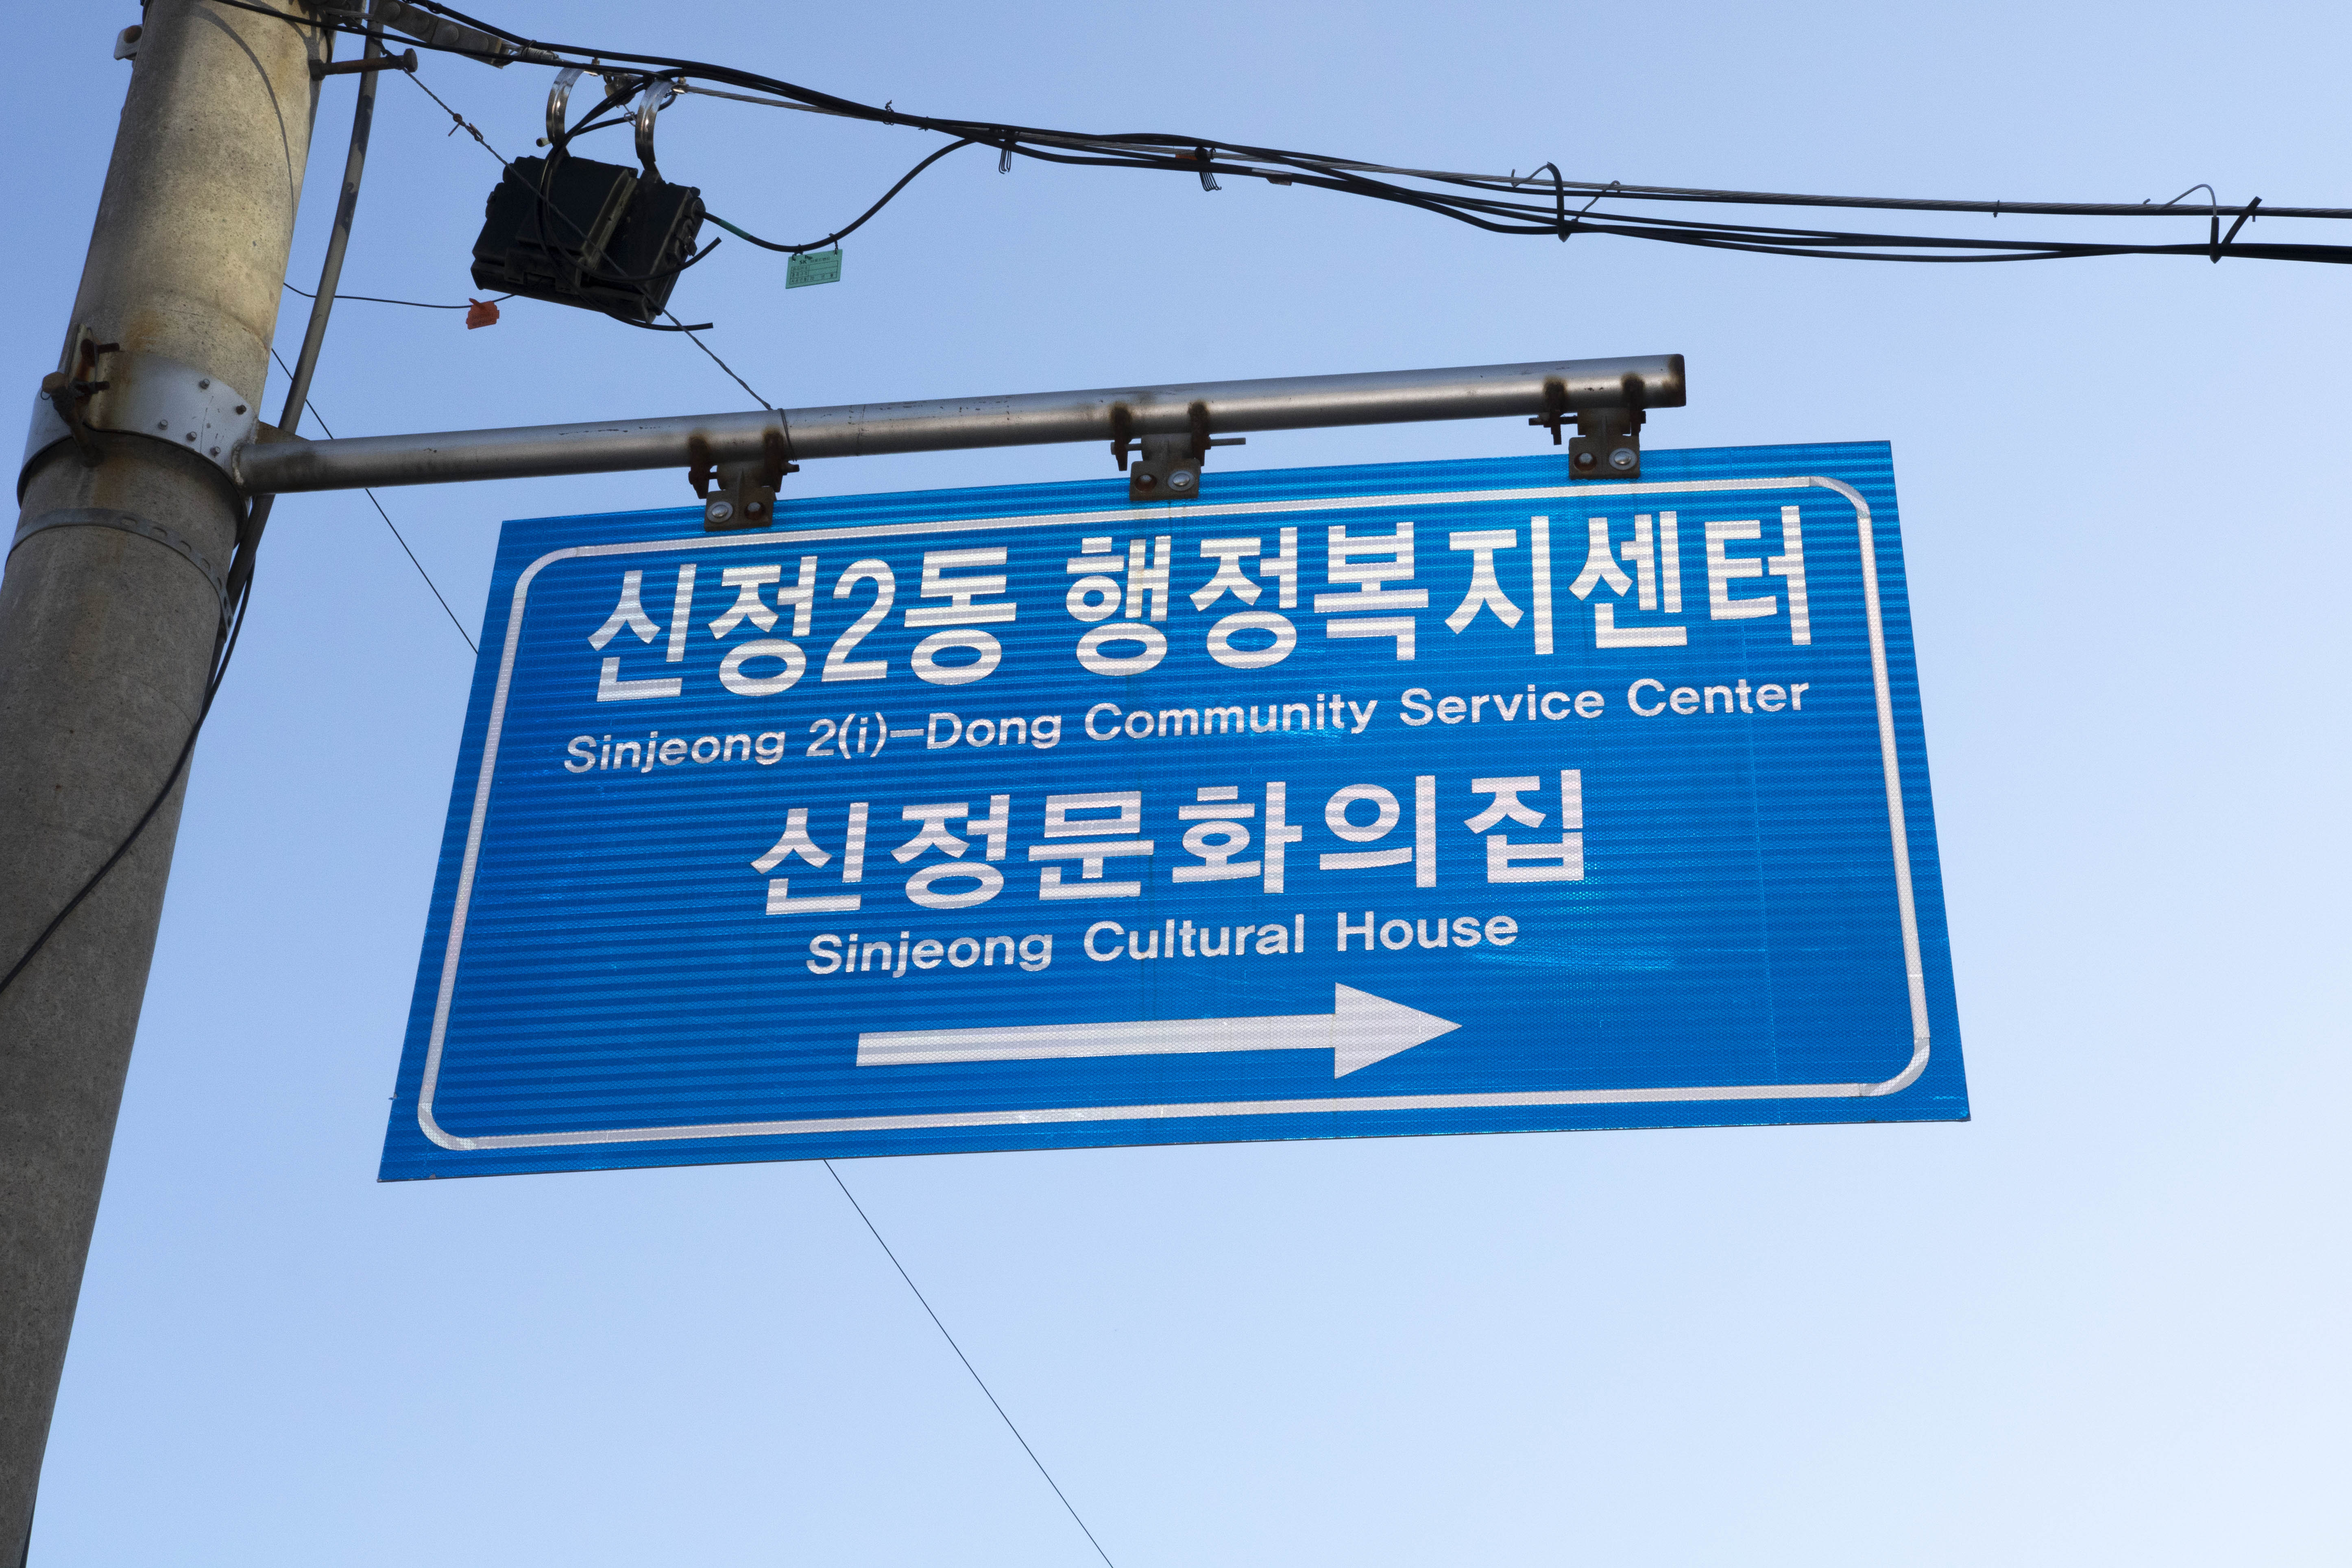 신정2동 행정복지센터
Sinjeong 2(i)-Dong Community Service Center
신정문화의집
Sinjeong Cultural House